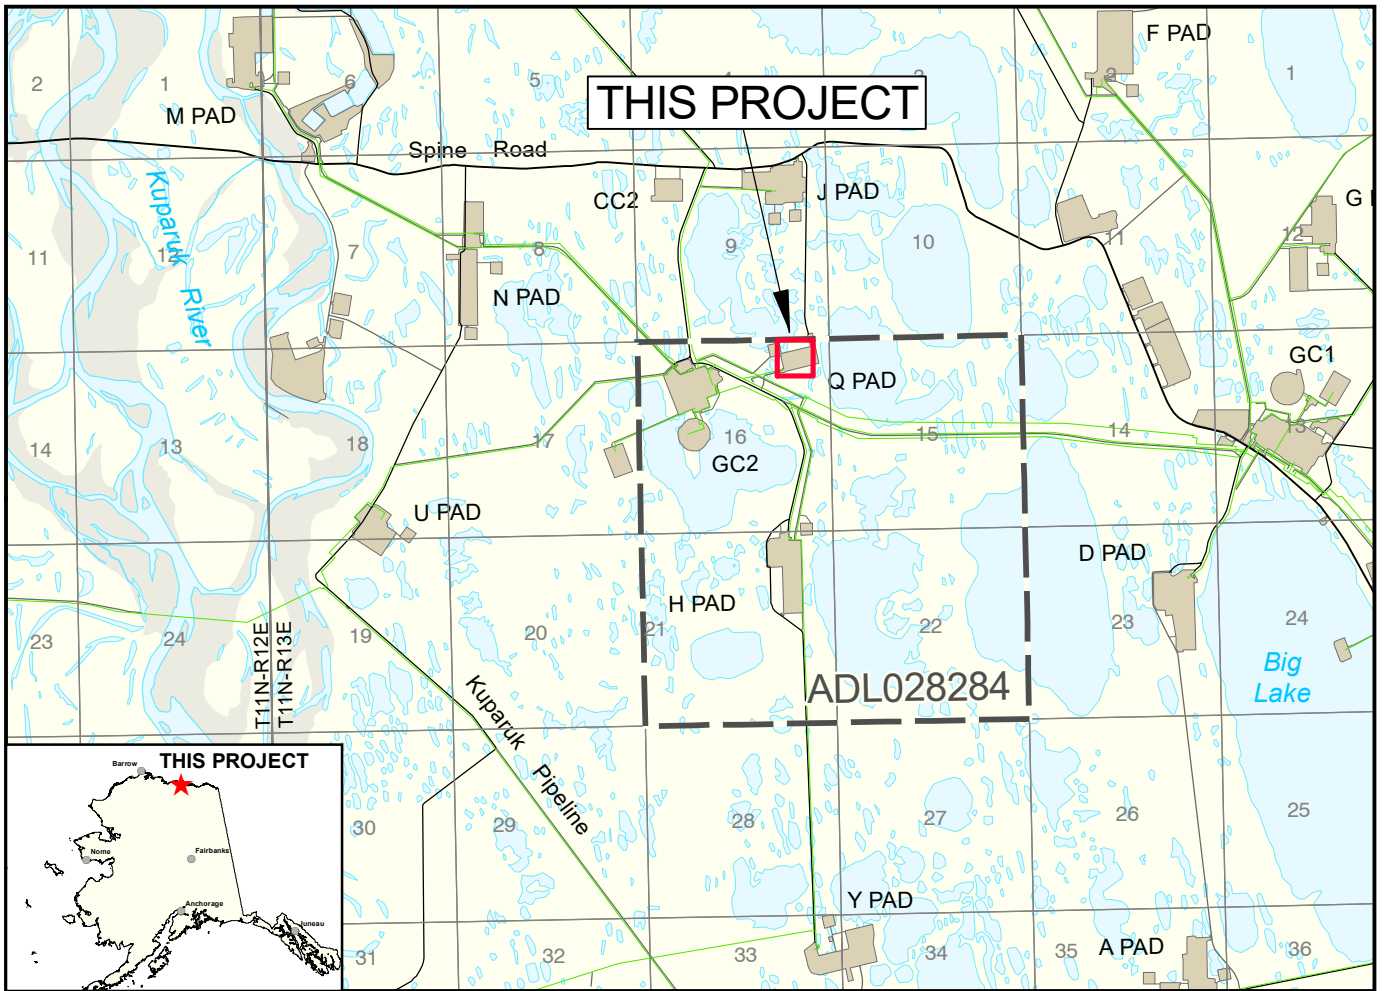 F PAD
2
1
6
5
4
3
2
1
THIS PROJECT
M PAD
Spine Road
Kuparuk River
CC2
J PAD
G
11
12
7
8
9
10
11
12
N PAD
GC1
Q PAD
14
13
18
17
16
15
14
13
GC2
U PAD
D PAD
H PAD
23
24
19
20
21
22
23
24
T11N-R12E
T11N-R13E
Big
Lake
ADL028284
Kuparuk Pipeline
THIS PROJECT
Barrow
Nome
Fairbanks
Anchorage
Juneau
30
29
28
27
26
25
Y PAD
A PAD
31
32
33
34
35
36